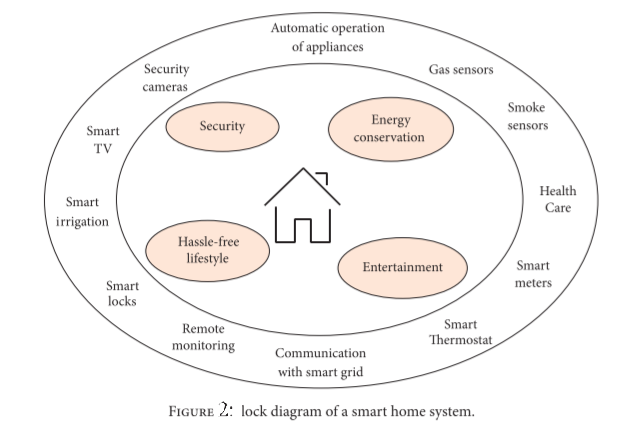 Automatic operation
of appliances
Security
cameras
Gas sensors
Smoke
sensors
Security
Energy
conservation
Smart
TV
Health
Care
Smart
irrigation
Hassle-free
lifestyle
Entertainment
Smart
meters
Smart
locks
Remote
monitoring
Smart
Thermostat
Communication
with smart grid
FIGURE 2: lock diagram of a smart home system.